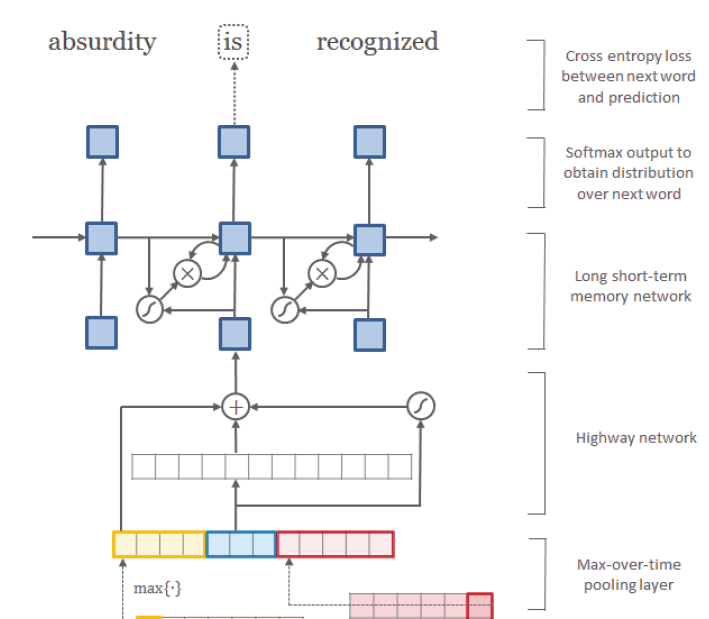 absurdity is recognized
Cross entropy loss
between next word
and prediction
Softmax output to
obtain distribution
over next word
Long short-term
memory network
Highway network
Max-over-time
pooling layer
max{·}